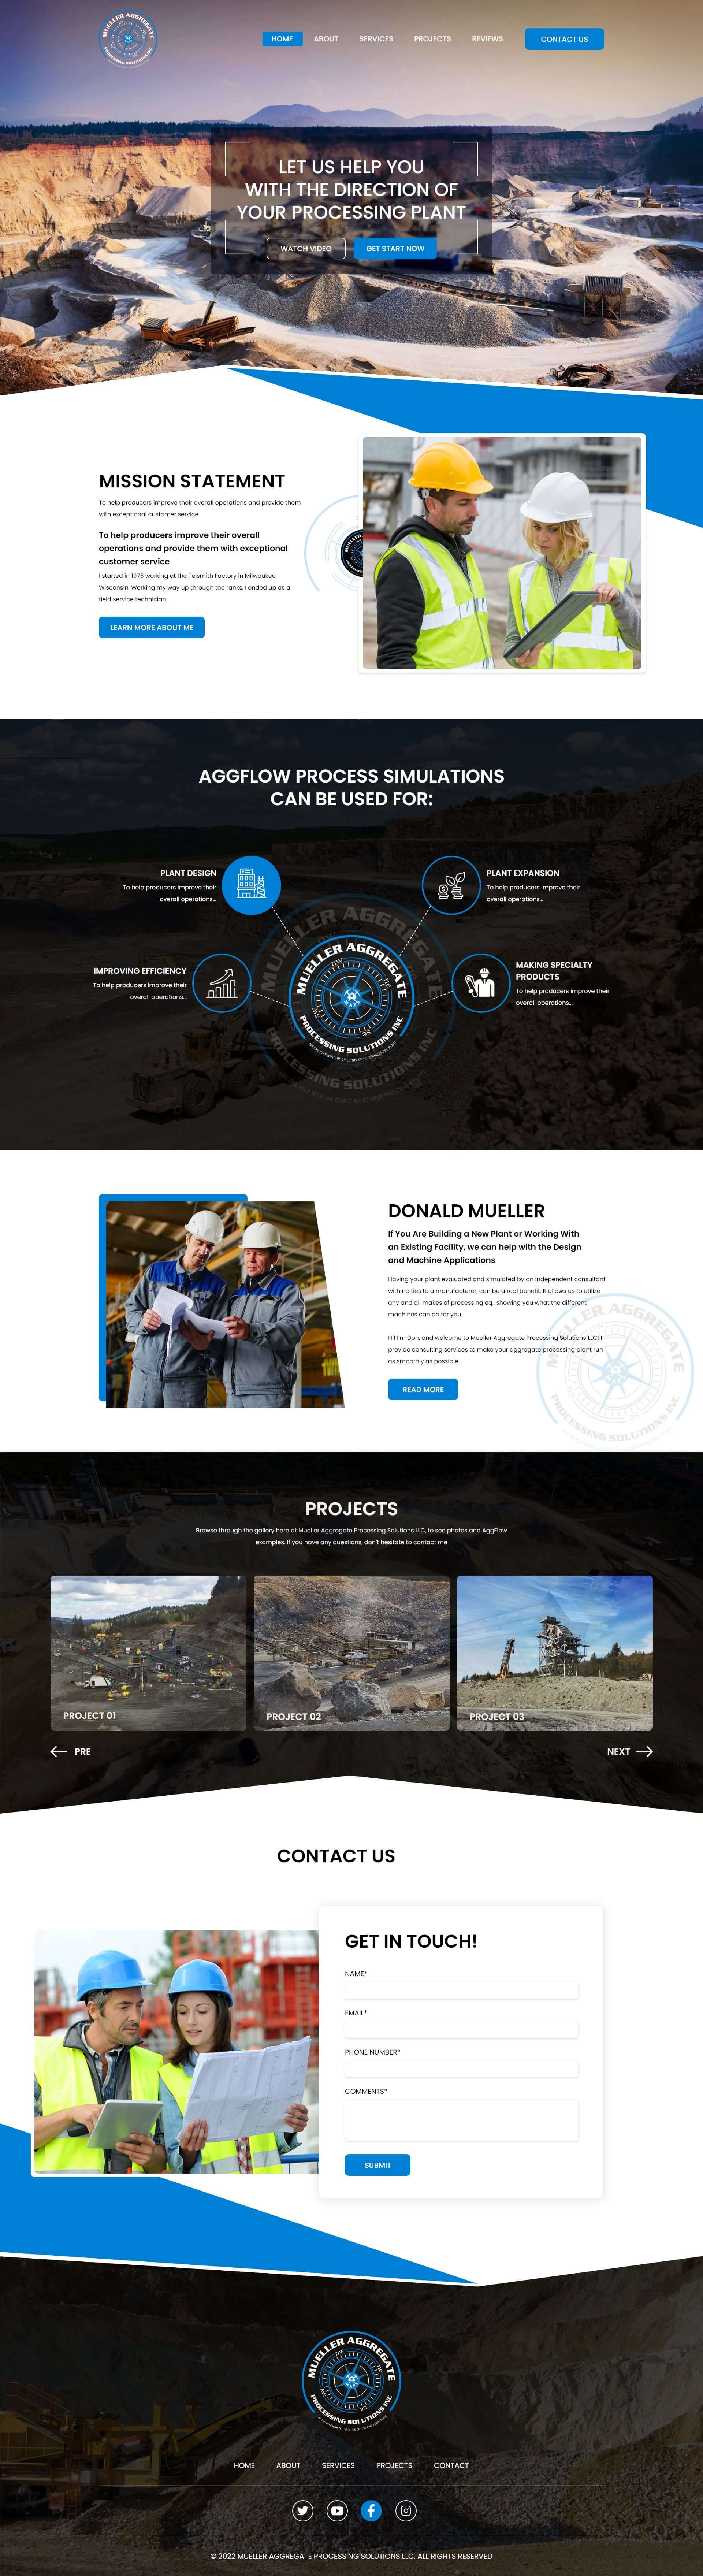 MUELLER AGGREGATE
PROCESSING SOLUTIONS INC
HOME
ABOUT
SERVICES
PROJECTS
REVIEWS
CONTACT US
LET US HELP YOU
WITH THE DIRECTION OF
YOUR PROCESSING PLANT
WATCH VIDEO
GET START NOW
MISSION STATEMENT
To help producers improve their overall operations and provide them
with exceptional customer service
To help producers improve their overall
operations and provide them with exceptional
customer service
I started in 1976 working at the Telsmith Factory in Milwaukee,
Wisconsin. Working my way up through the ranks, I ended up as a
field service technician.
LEARN MORE ABOUT ME
AGGFLOW PROCESS SIMULATIONS
CAN BE USED FOR:
PLANT DESIGN
To help producers improve their
overall operations...
PLANT EXPANSION
To help producers improve their
overall operations...
IMPROVING EFFICIENCY
To help producers improve their
overall operations...
MAKING SPECIALTY
PRODUCTS
To help producers improve their
overall operations...
MUELLER AGGREGATE
PROCESSING SOLUTIONS INC
DONALD MUELLER
If You Are Building a New Plant or Working With
an Existing Facility, we can help with the Design
and Machine Applications
Having your plant evaluated and simulated by an independent consultant,
with no ties to a manufacturer, can be a real benefit. It allows us to utilize
any and all makes of processing eq., showing you what the different
machines can do for you.
Hi! I'm Don, and welcome to Mueller Aggregate Processing Solutions LLC! I
provide consulting services to make your aggregate processing plant run
as smoothly as possible.
READ MORE
PROJECTS
Browse through the gallery here at Mueller Aggregate Processing Solutions LLC, to see photos and AggFlow
examples. If you have any questions, don't hesitate to contact me
PROJECT 01
PROJECT 02
PROJECT 03
PRE
NEXT
CONTACT US
GET IN TOUCH!
NAME*
EMAIL*
PHONE NUMBER*
COMMENTS*
SUBMIT
MUELLER AGGREGATE
PROCESSING SOLUTIONS INC
HOME
ABOUT
SERVICES
PROJECTS
CONTACT
© 2022 MUELLER AGGREGATE PROCESSING SOLUTIONS LLC. ALL RIGHTS RESERVED